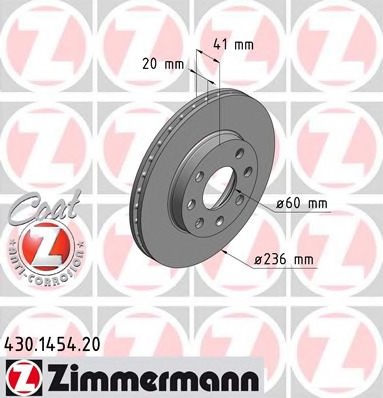 41 mm
20 mm
ø60 mm
ø236 mm
Coat
Z
ANTI-CORROSION
430.1454.20
Z Zimmermann